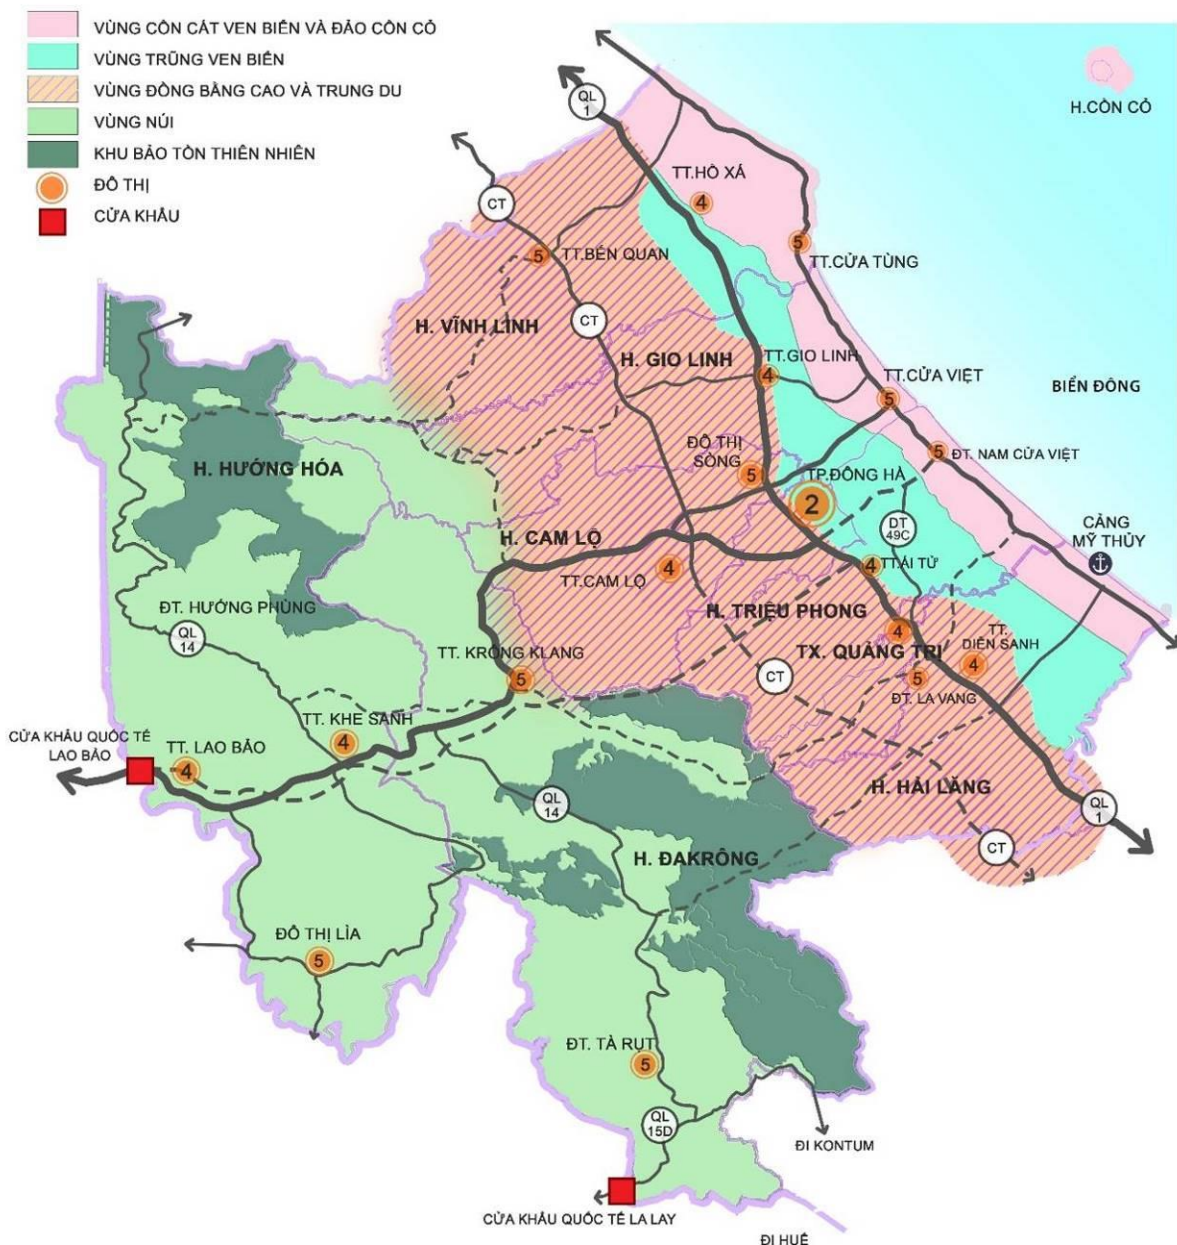 VÙNG CỒN CÁT VEN BIỂN VÀ ĐẢO CỒN CỎ
VÙNG TRŨNG VEN BIỂN
VÙNG ĐỒNG BẰNG CAO VÀ TRUNG DU
VÙNG NÚI
KHU BẢO TỒN THIÊN NHIÊN
ĐÔ THỊ
CỬA KHẨU
QL
1
H.CỒN CỎ
TT.HỒ XÁ
4
CT
5
TT.BẾN QUAN
5
TT.CỬA TÙNG
CT
H. VĨNH LINH
H. GIO LINH
TT.GIO LINH
4
TT.CỬA VIỆT
5
BIỂN ĐÔNG
ĐÔ THỊ
SÒNG
5
5
ĐT. NAM CỬA VIỆT
H. HƯỚNG HÓA
TP.ĐÔNG HÀ
2
DT
49C
CẢNG
MỸ THỦY
H. CAM LỘ
TT.CAM LỘ
4
4
TT.ÁI TỬ
ĐT. HƯỚNG PHÙNG
QL
14
H. TRIỆU PHONG
4
TX. QUẢNG TRỊ
TT.
DIÊN SANH
4
TT. KRÔNG KLANG
5
CT
5
ĐT. LA VANG
CỬA KHẨU QUỐC TẾ
LAO BẢO
TT. LAO BẢO
4
TT. KHE SANH
4
H. HẢI LĂNG
QL
14
QL
1
CT
H. ĐAKRÔNG
ĐÔ THỊ LÌA
5
ĐT. TÀ RỤT
5
QL
15D
ĐI KONTUM
CỬA KHẨU QUỐC TẾ LA LAY
ĐI HUẾ